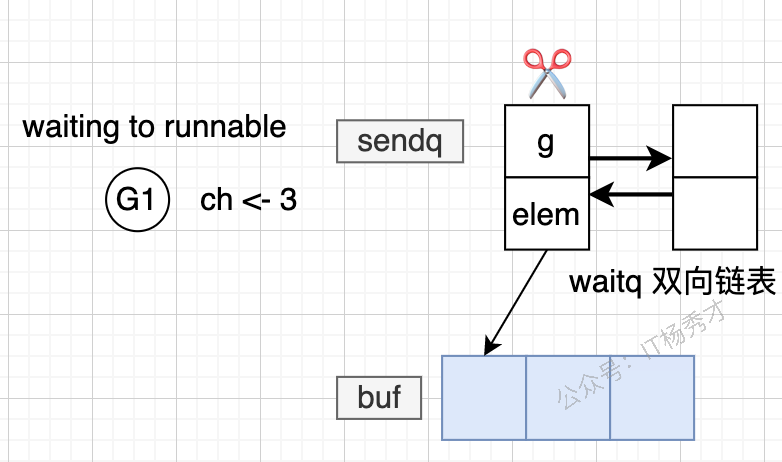 waiting to runnable
sendq
g
G1
ch <- 3
elem
waitq 双向链表
公众号：IT杨秀才
buf